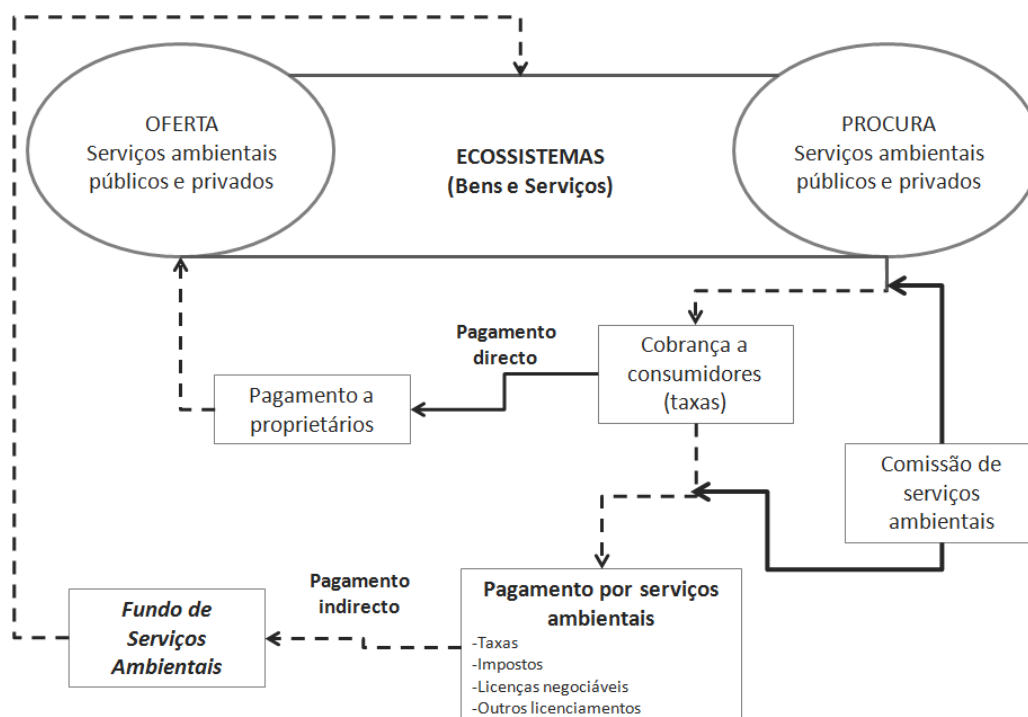 OFERTA
Serviços ambientais
públicos e privados
ECOSSISTEMAS
(Bens e Serviços)
PROCURA
Serviços ambientais
públicos e privados
Pagamento
directo
Cobrança a
consumidores
(taxas)
Pagamento a
proprietários
Comissão de
serviços
ambientais
Pagamento
indirecto
Pagamento por serviços
ambientais
-Taxas
-Impostos
-Licenças negociáveis
-Outros licenciamentos
Fundo de
Serviços
Ambientais